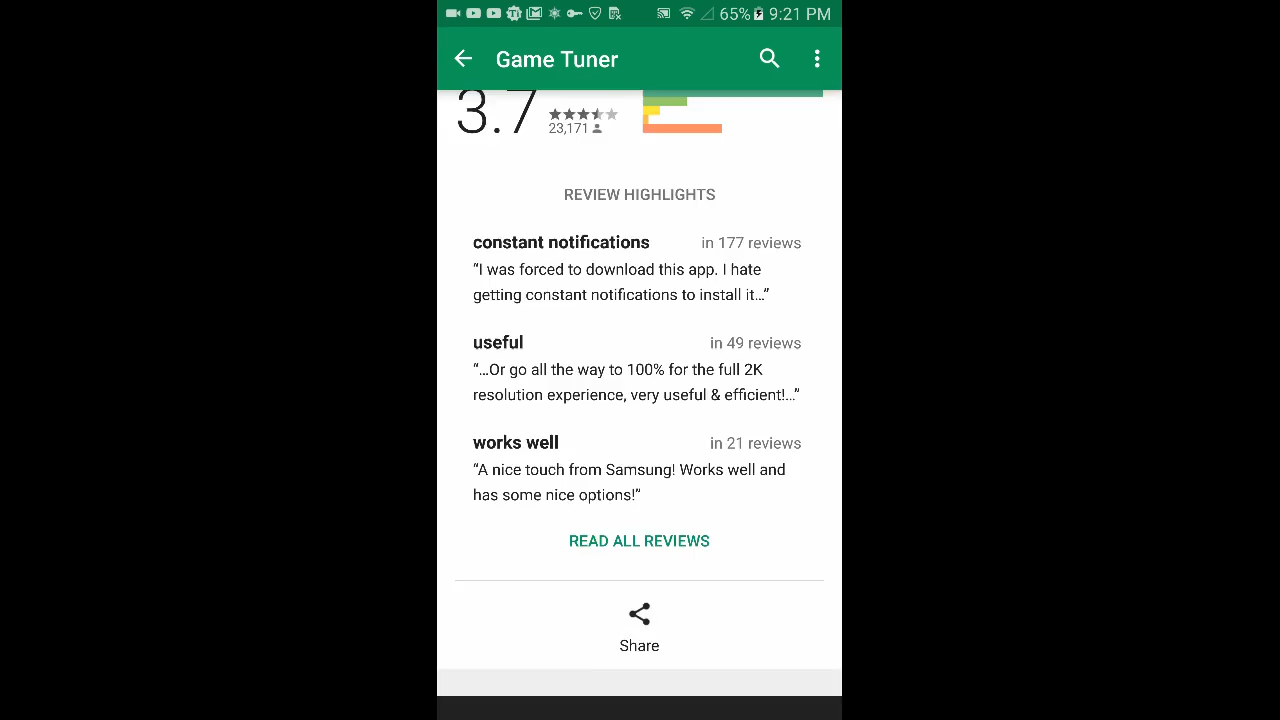 65% 9:21 PM
Game Tuner
3.7
23,171
REVIEW HIGHLIGHTS
constant notifications in 177 reviews
“I was forced to download this app. I hate
getting constant notifications to install it…”
useful in 49 reviews
“…Or go all the way to 100% for the full 2K
resolution experience, very useful & efficient!…”
works well in 21 reviews
“A nice touch from Samsung! Works well and
has some nice options!”
READ ALL REVIEWS
Share